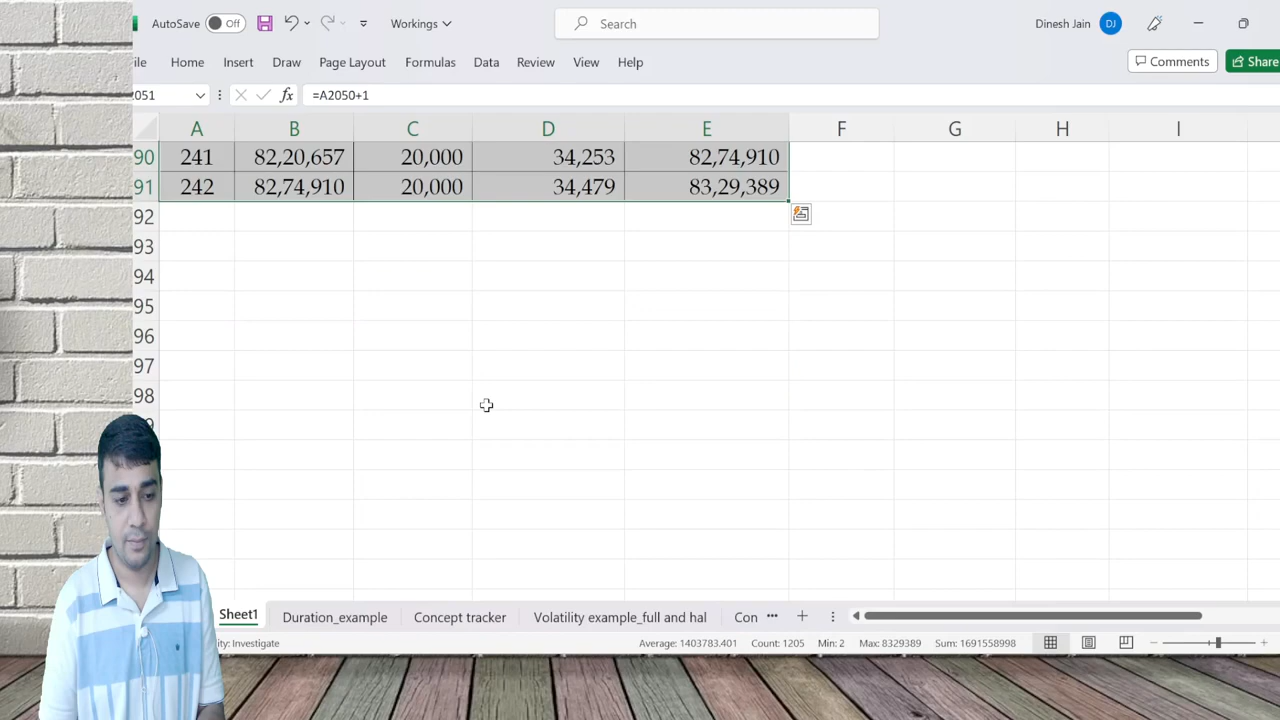 AutoSave Off Workings Search Dinesh Jain DJ
ile Home Insert Draw Page Layout Formulas Data Review View Help Comments Share
051 fx =A2050+1
A B C D E F G H I
90 241 82,20,657 20,000 34,253 82,74,910
91 242 82,74,910 20,000 34,479 83,29,389
92
93
94
95
96
97
98
Sheet1 Duration_example Concept tracker Volatility example_full and hal Con
ity: Investigate Average: 1403783.401 Count: 1205 Min: 2 Max: 8329389 Sum: 1691558998